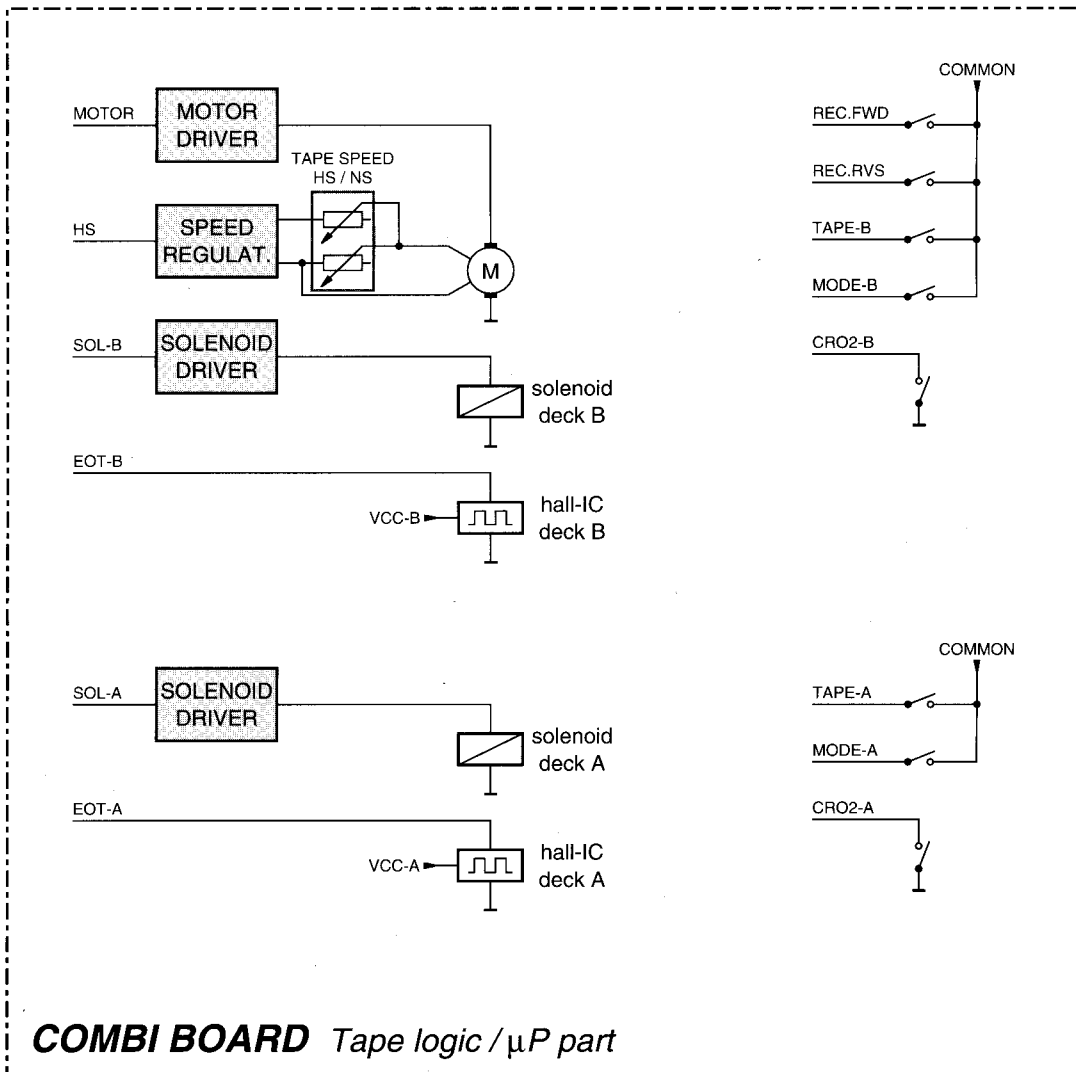 MOTOR
MOTOR
DRIVER
TAPE SPEED
HS / NS
HS
SPEED
REGULAT.
M
SOL-B
SOLENOID
DRIVER
solenoid
deck B
EOT-B
VCC-B
hall-IC
deck B
SOL-A
SOLENOID
DRIVER
solenoid
deck A
EOT-A
VCC-A
hall-IC
deck A
COMMON
REC.FWD
REC.RVS
TAPE-B
MODE-B
CRO2-B
COMMON
TAPE-A
MODE-A
CRO2-A
COMBI BOARD Tape logic / μP part